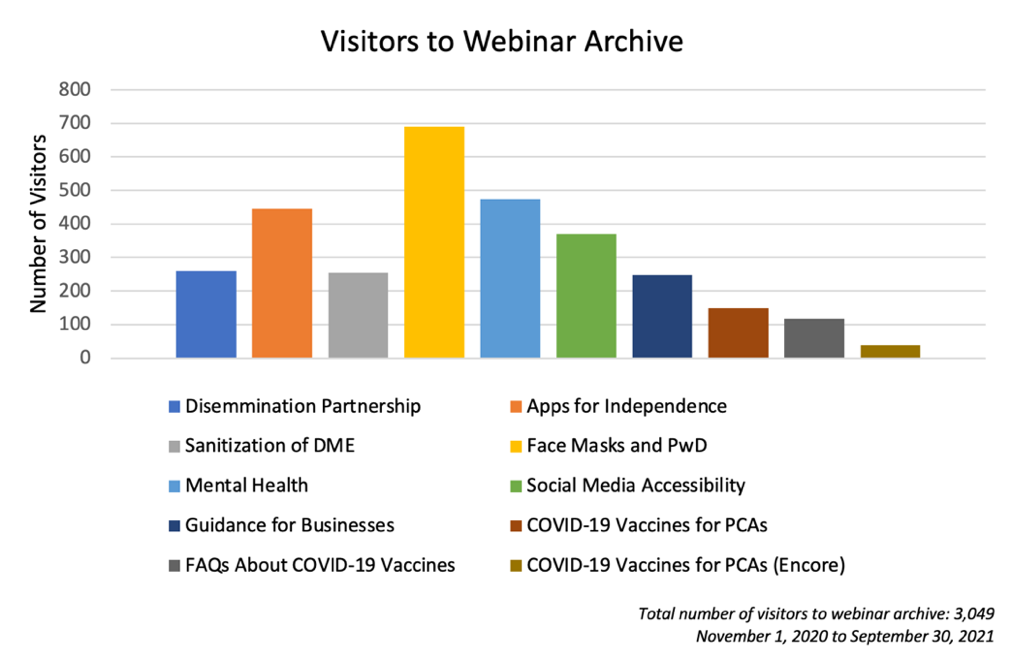 Visitors to Webinar Archive
Number of Visitors
800
700
600
500
400
300
200
100
0
Disemmination Partnership
Apps for Independence
Sanitization of DME
Face Masks and PwD
Mental Health
Social Media Accessibility
Guidance for Businesses
COVID-19 Vaccines for PCAs
FAQs About COVID-19 Vaccines
COVID-19 Vaccines for PCAs (Encore)
Total number of visitors to webinar archive: 3,049
November 1, 2020 to September 30, 2021